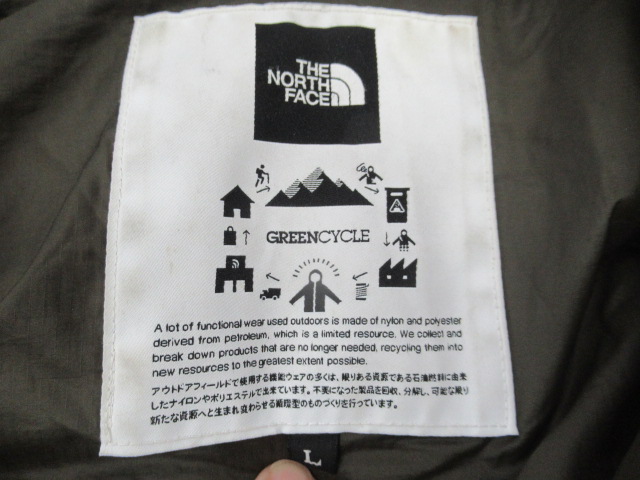 THE
NORTH
FACE
GREENCYCLE
A lot of functional wear used outdoors is made of nylon and polyester
derived from petroleum, which is a limited resource. We collect and
break down products that are no longer needed, recycling them into
new resources to the greatest extent possible.
アウトドアフィールドで使用する機能ウェアの多くは、限りある資源である石油燃料に由来
したナイロンやポリエステルで出来ています。不要になった製品を回収、分解し、可能な限り
新たな資源へと生まれ変わらせる循環型のものづくりを行っています。
L